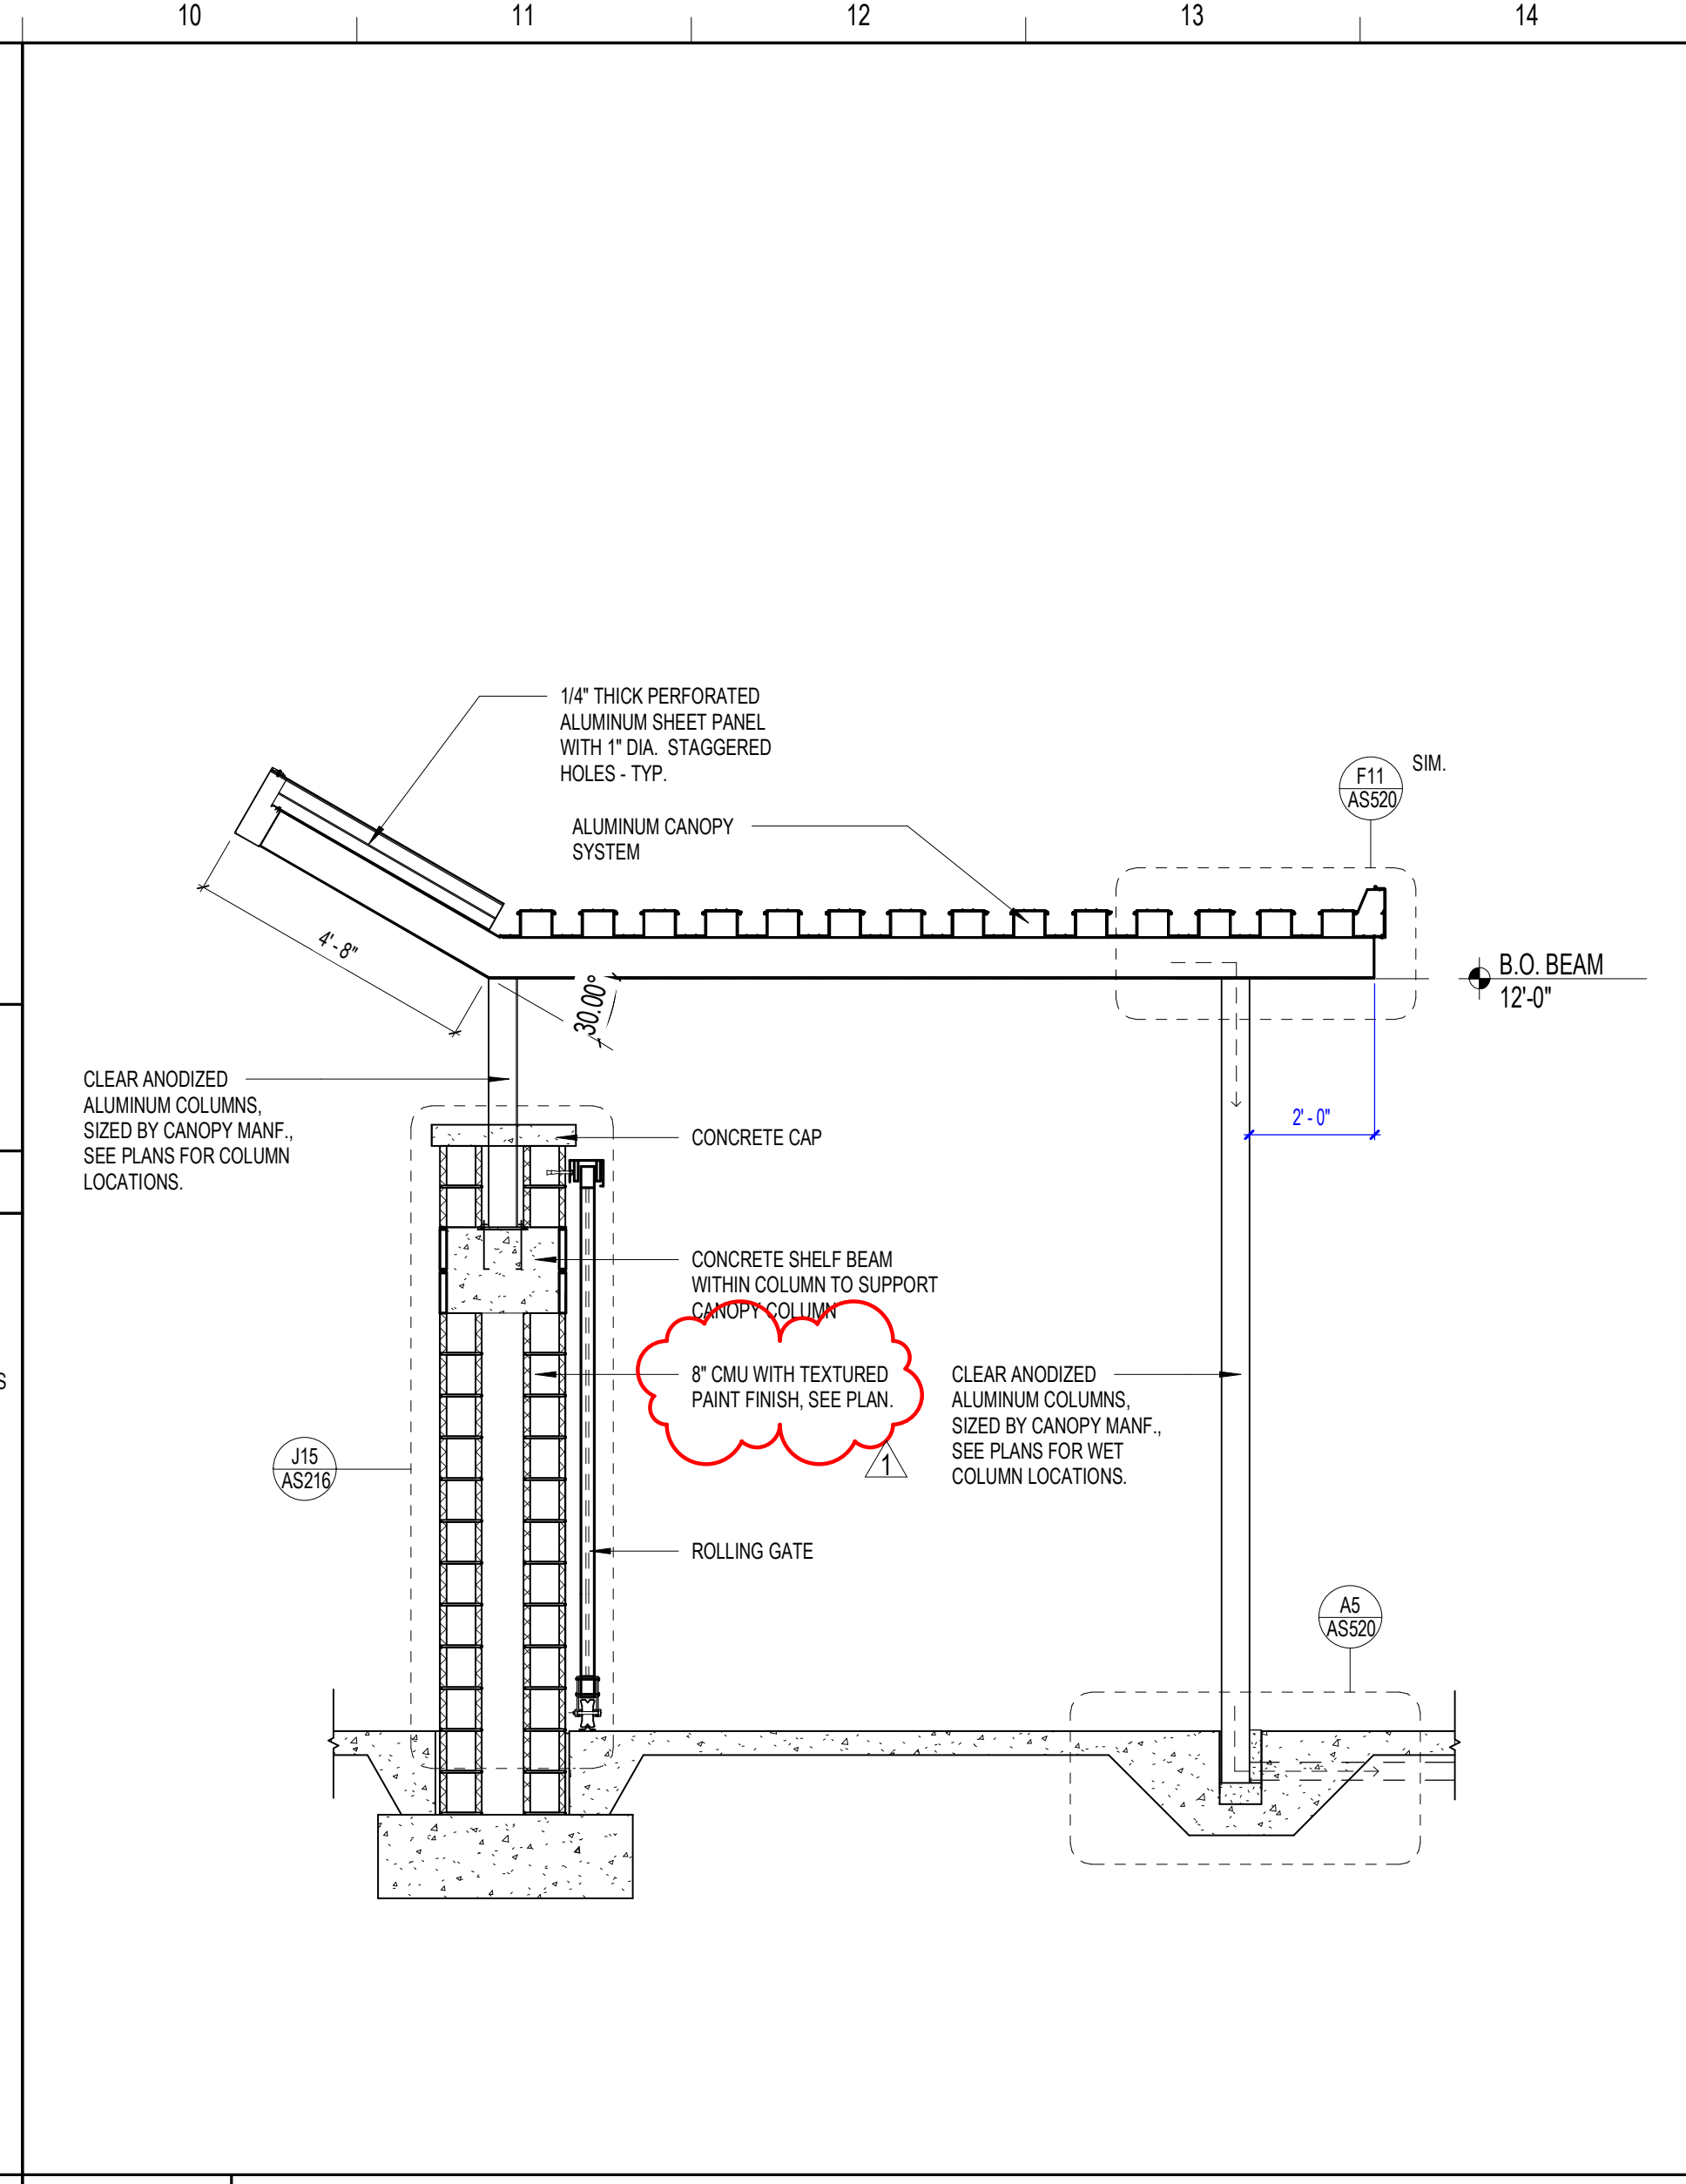 10
11
12
13
14
1/4" THICK PERFORATED
ALUMINUM SHEET PANEL
WITH 1" DIA. STAGGERED
HOLES - TYP.
ALUMINUM CANOPY
SYSTEM
F11
AS520
SIM.
4' - 8"
30.00°
B.O. BEAM
12'-0"
CLEAR ANODIZED
ALUMINUM COLUMNS,
SIZED BY CANOPY MANF.,
SEE PLANS FOR COLUMN
LOCATIONS.
2' - 0"
CONCRETE CAP
CONCRETE SHELF BEAM
WITHIN COLUMN TO SUPPORT
CANOPY COLUMN
8" CMU WITH TEXTURED
PAINT FINISH, SEE PLAN.
1
CLEAR ANODIZED
ALUMINUM COLUMNS,
SIZED BY CANOPY MANF.,
SEE PLANS FOR WET
COLUMN LOCATIONS.
S
J15
AS216
ROLLING GATE
A5
AS520